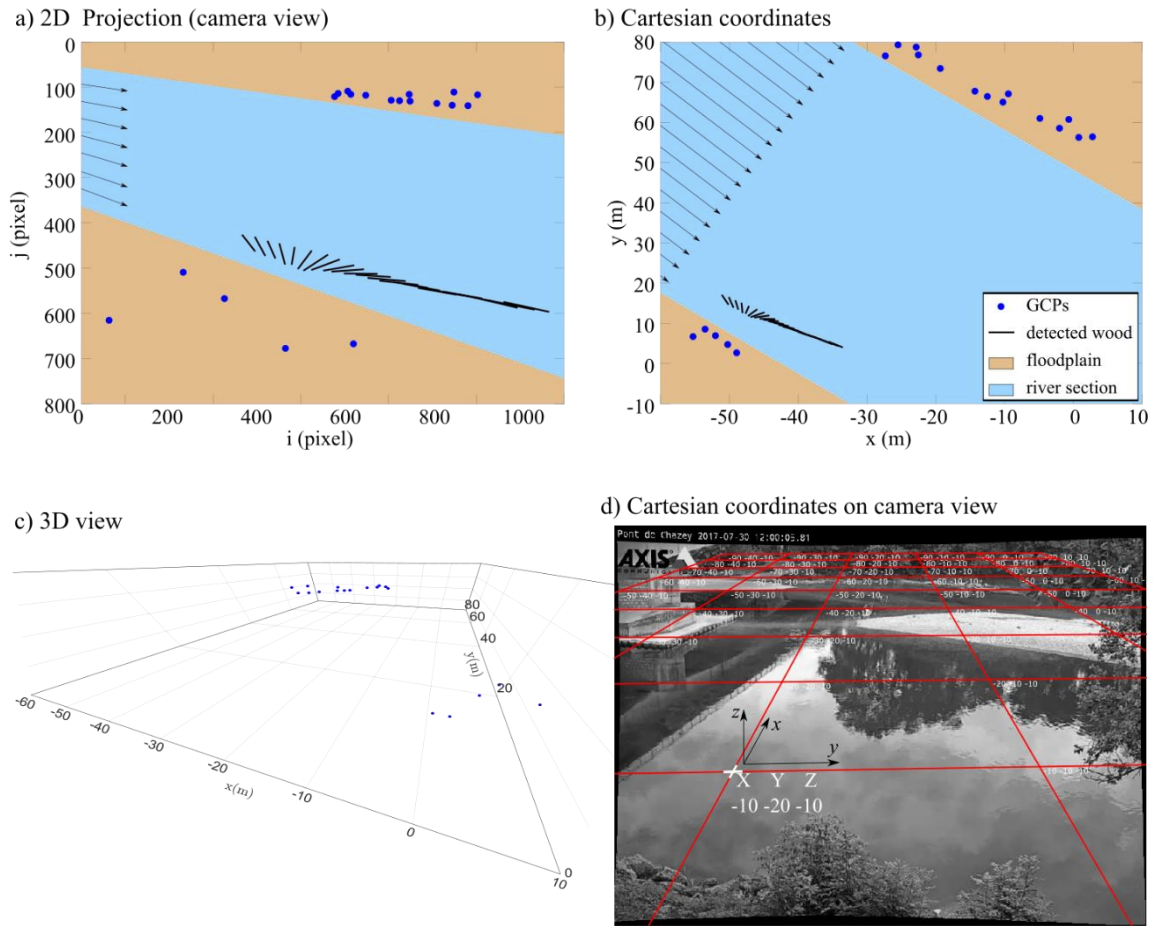 a) 2D Projection (camera view)
0
100
200
300
400
500
600
700
800
j (pixel)
0
200
400
600
800
1000
i (pixel)
b) Cartesian coordinates
80
70
60
50
40
30
20
10
0
-10
y (m)
-50
-40
-30
-20
-10
0
10
x (m)
GCPs
detected wood
floodplain
river section
c) 3D view
80
60
40
20
0
y(m)
-60
-50
-40
-30
-20
-10
0
10
x(m)
d) Cartesian coordinates on camera view
Pont de Chazey 2017-07-30 12:00:05.81
AXIS
z
x
y
X Y Z
-10 -20 -10